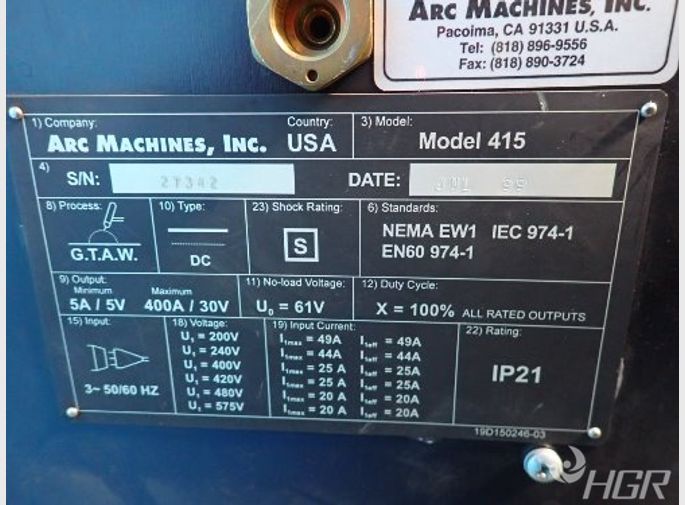 ARC MACHINES, INC.
Pacoima, CA 91331 U.S.A.
Tel: (818) 896-9556
Fax: (818) 890-3724
1) Company: Country: 3) Model:
ARC MACHINES, INC. USA Model 415
4) S/N: 27342 DATE:
8) Process: 10) Type: 23) Shock Rating: 6) Standards:
G.T.A.W. DC S NEMA EW1 IEC 974-1
EN60 974-1
9) Output: 11) No-load Voltage: 12) Duty Cycle:
Minimum Maximum
5A / 5V 400A / 30V U₀ = 61V X = 100% ALL RATED OUTPUTS
15) Input: 18) Voltage: 19) Input Current: 22) Rating:
U₁ = 200V I1max = 49A I1eff = 49A
U₁ = 240V I1max = 44A I1eff = 44A
U₁ = 400V I1max = 25 A I1eff = 25A
U₁ = 420V I1max = 25 A I1eff = 25A
U₁ = 480V I1max = 20 A I1eff = 20A
U₁ = 575V I1max = 20 A I1eff = 20A
3~ 50/60 HZ IP21
19D150246-03
HGR